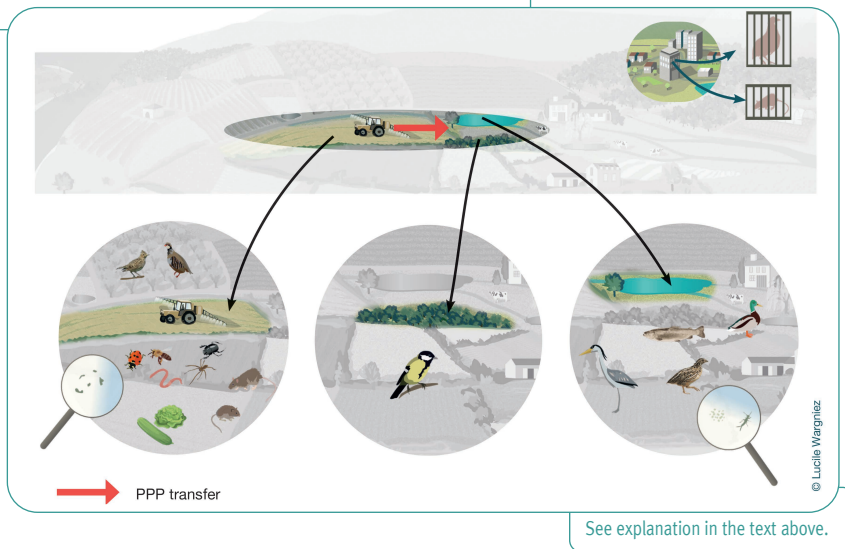 © Lucile Wargniez
PPP transfer
See explanation in the text above.